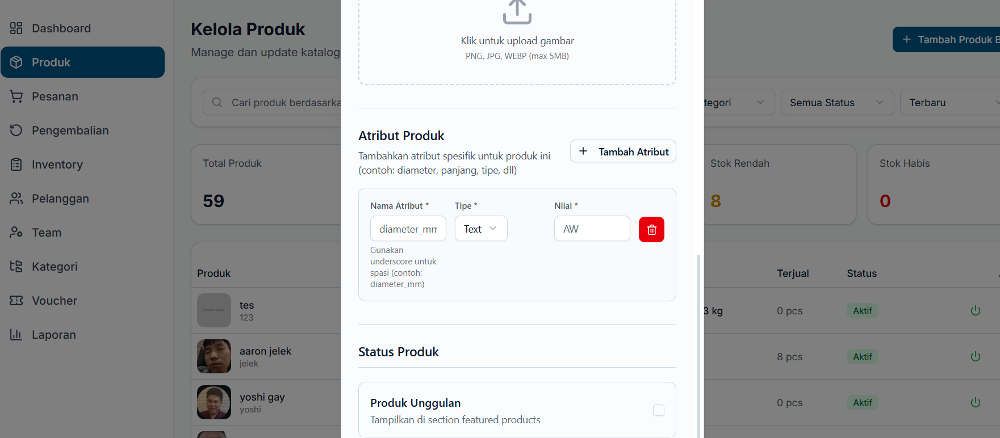 Dashboard
Produk
Pesanan
Pengembalian
Inventory
Pelanggan
Team
Kategori
Voucher
Laporan
Kelola Produk
Manage dan update katalog
Tambah Produk B
Cari produk berdasarka
tegori
Semua Status
Terbaru
Total Produk
59
Stok Rendah
8
Stok Habis
0
Produk
Terjual
Status
tes
123
3 kg
0 pcs
Aktif
aaron jelek
jelek
8 pcs
Aktif
yoshi gay
yoshi
0 pcs
Aktif
Klik untuk upload gambar
PNG, JPG, WEBP (max 5MB)
Atribut Produk
Tambahkan atribut spesifik untuk produk ini
(contoh: diameter, panjang, tipe, dll)
Tambah Atribut
Nama Atribut *
Tipe *
Nilai *
diameter_mm
Text
AW
Gunakan
underscore untuk
spasi (contoh:
diameter_mm)
Status Produk
Produk Unggulan
Tampilkan di section featured products